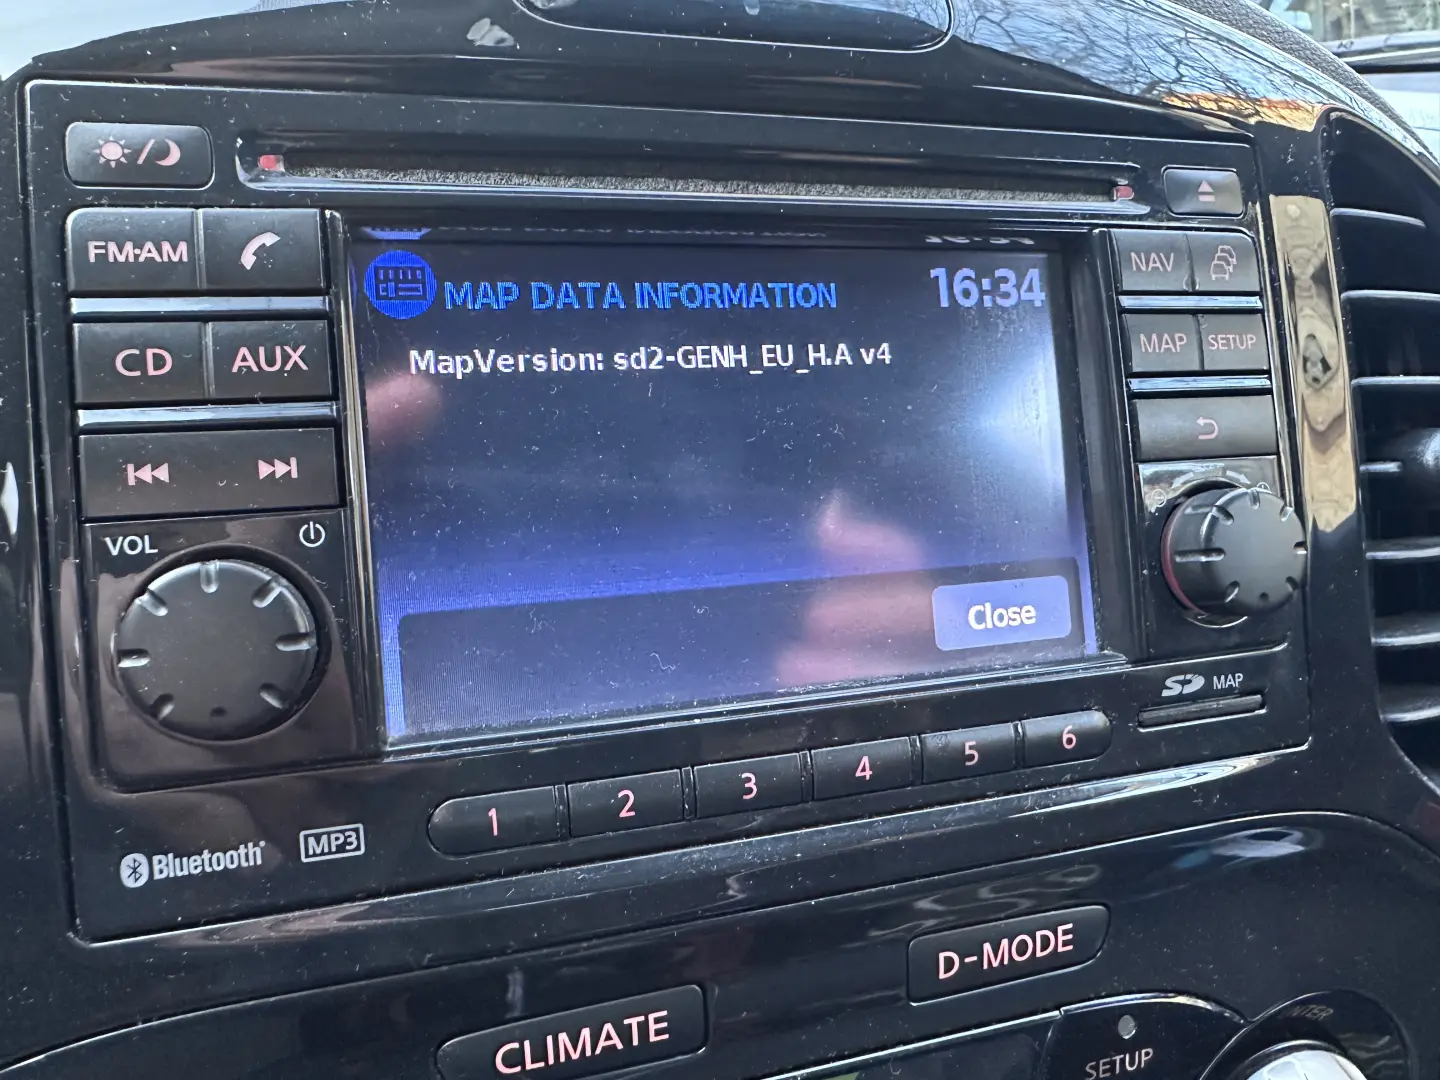 FM·AM
MAP DATA INFORMATION
16:34
NAV
MapVersion: sd2-GENH_EU_H.A v4
CD
AUX
MAP
SETUP
VOL
Close
SD MAP
1
2
3
4
5
6
Bluetooth
MP3
D-MODE
CLIMATE
SETUP